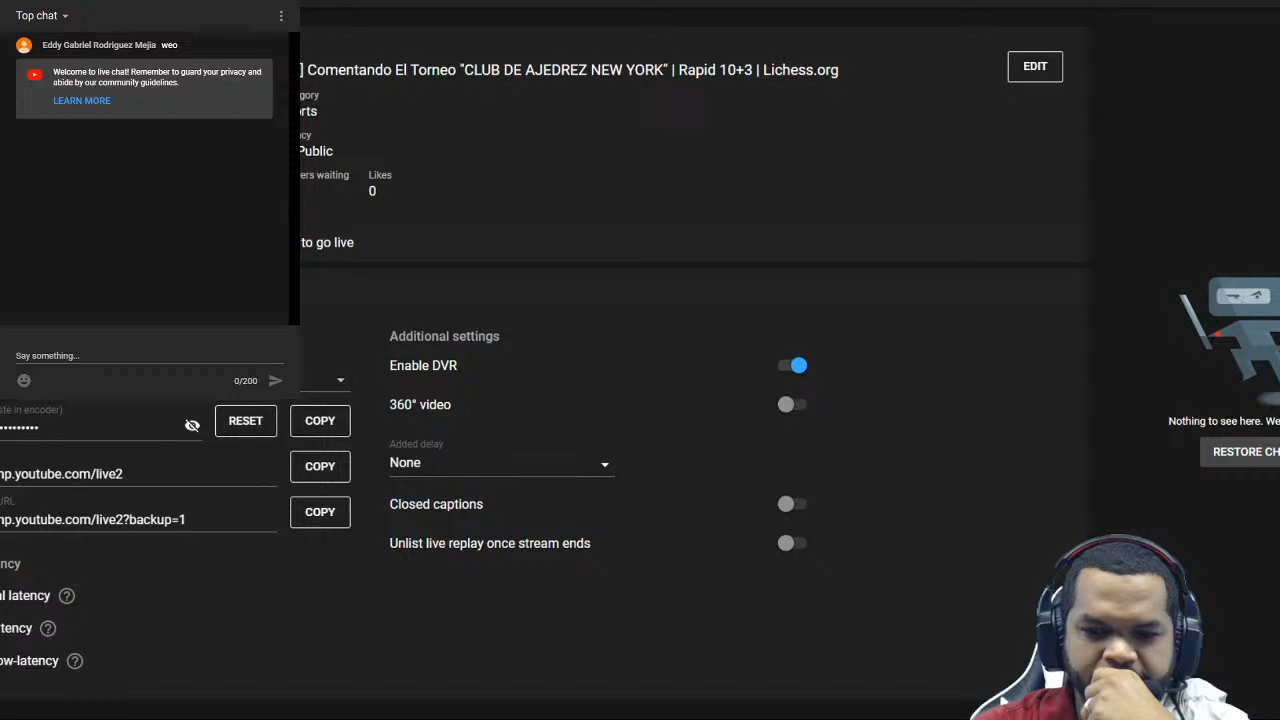 Top chat
Eddy Gabriel Rodriguez Mejia weo
Welcome to live chat! Remember to guard your privacy and
abide by our community guidelines.
LEARN MORE
Say something...
0/200
] Comentando El Torneo "CLUB DE AJEDREZ NEW YORK" | Rapid 10+3 | Lichess.org
EDIT
gory
orts
cy
Public
ers waiting
Likes
0
to go live
Additional settings
Enable DVR
360° video
Added delay
None
Closed captions
Unlist live replay once stream ends
ste in encoder)
•••••••••
RESET
COPY
np.youtube.com/live2
COPY
URL
np.youtube.com/live2?backup=1
COPY
ncy
al latency
tency
ow-latency
Nothing to see here. We
RESTORE CH